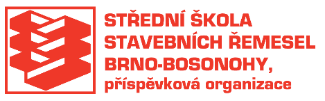 STŘEDNÍ ŠKOLA
STAVEBNÍCH ŘEMESEL
BRNO-BOSONOHY,
příspěvková organizace